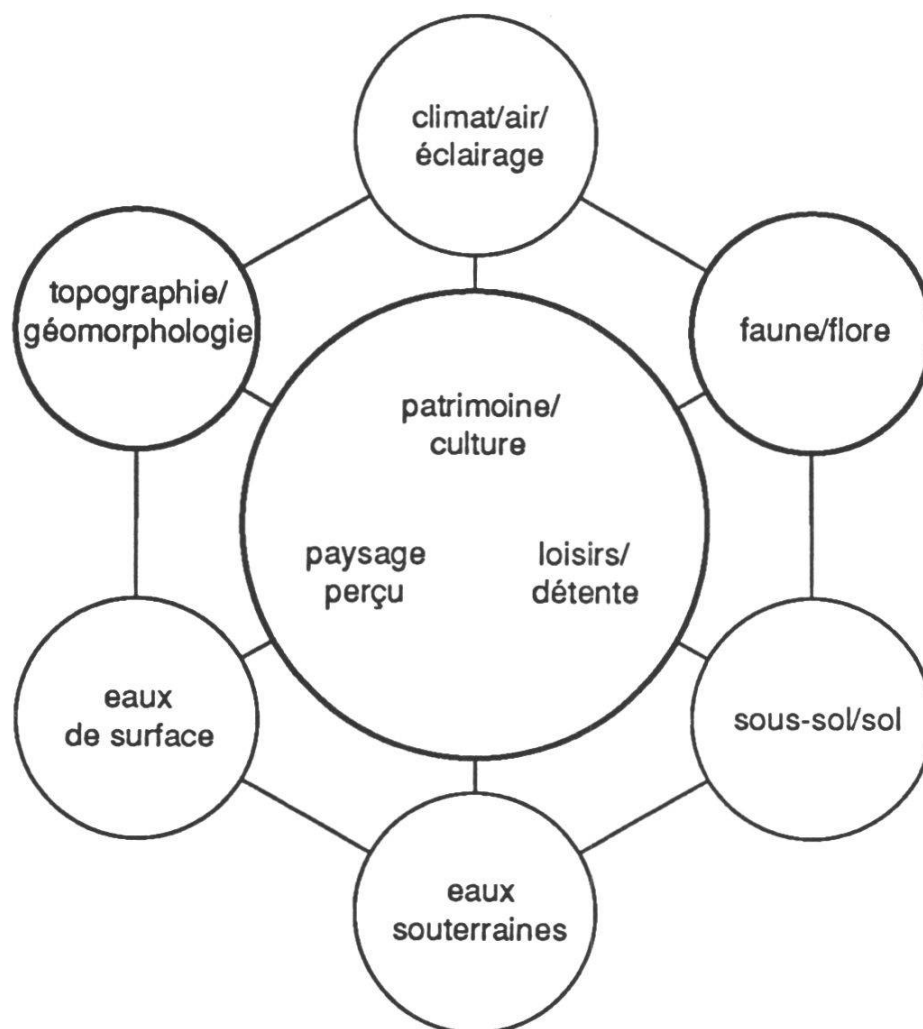 climat/air/
éclairage
topographie/
géomorphologie
faune/flore
patrimoine/
culture
paysage
perçu
loisirs/
détente
eaux
de surface
sous-sol/sol
eaux
souterraines